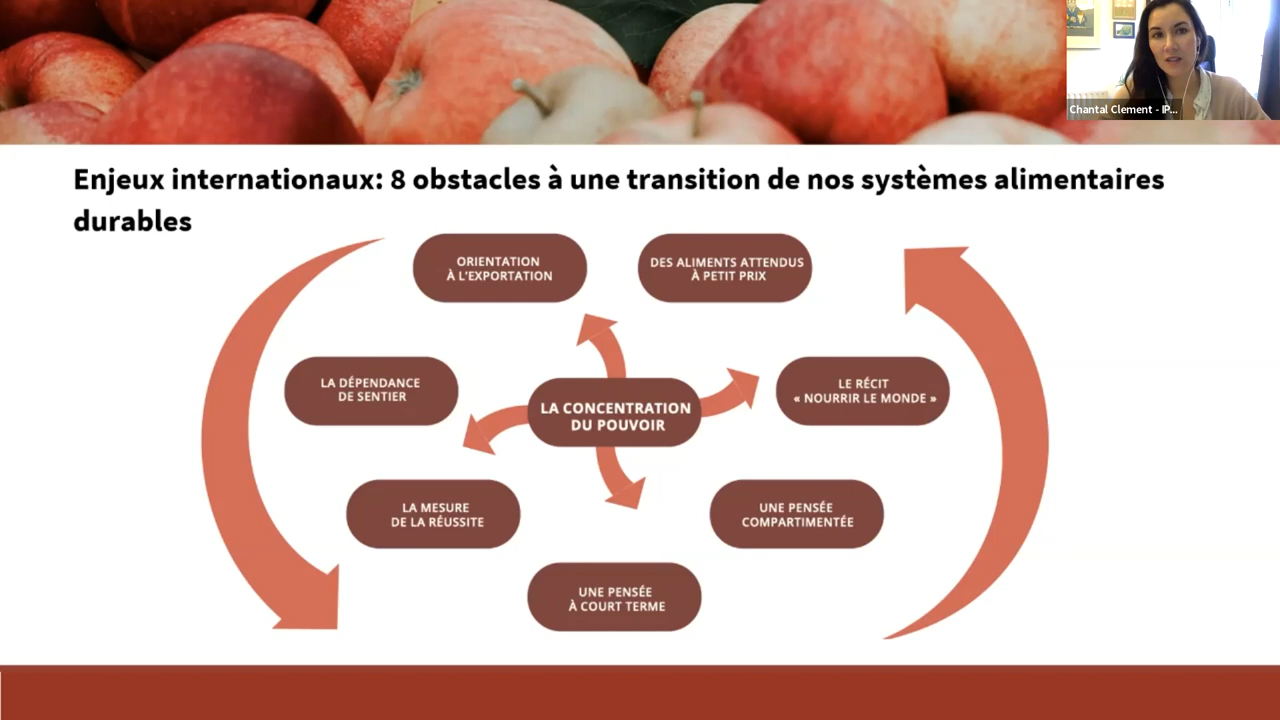 Chantal Clement - IP...
Enjeux internationaux: 8 obstacles à une transition de nos systèmes alimentaires
durables
ORIENTATION
À L'EXPORTATION
DES ALIMENTS ATTENDUS
À PETIT PRIX
LA DÉPENDANCE
DE SENTIER
LE RÉCIT
« NOURRIR LE MONDE »
LA CONCENTRATION
DU POUVOIR
LA MESURE
DE LA RÉUSSITE
UNE PENSÉE
COMPARTIMENTÉE
UNE PENSÉE
À COURT TERME